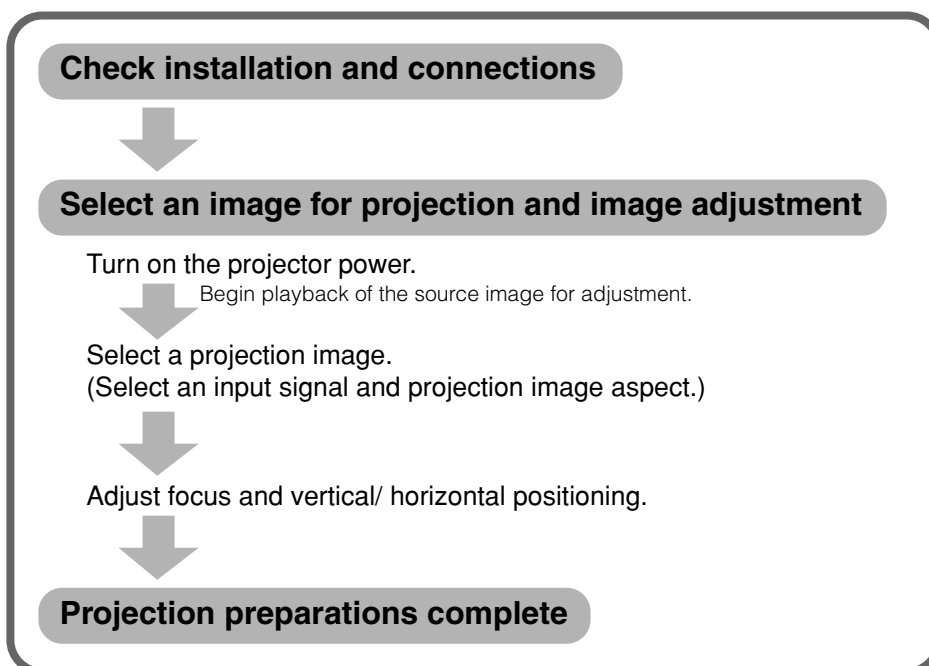 Check installation and connections
Select an image for projection and image adjustment
Turn on the projector power.
Begin playback of the source image for adjustment.
Select a projection image.
(Select an input signal and projection image aspect.)
Adjust focus and vertical/ horizontal positioning.
Projection preparations complete